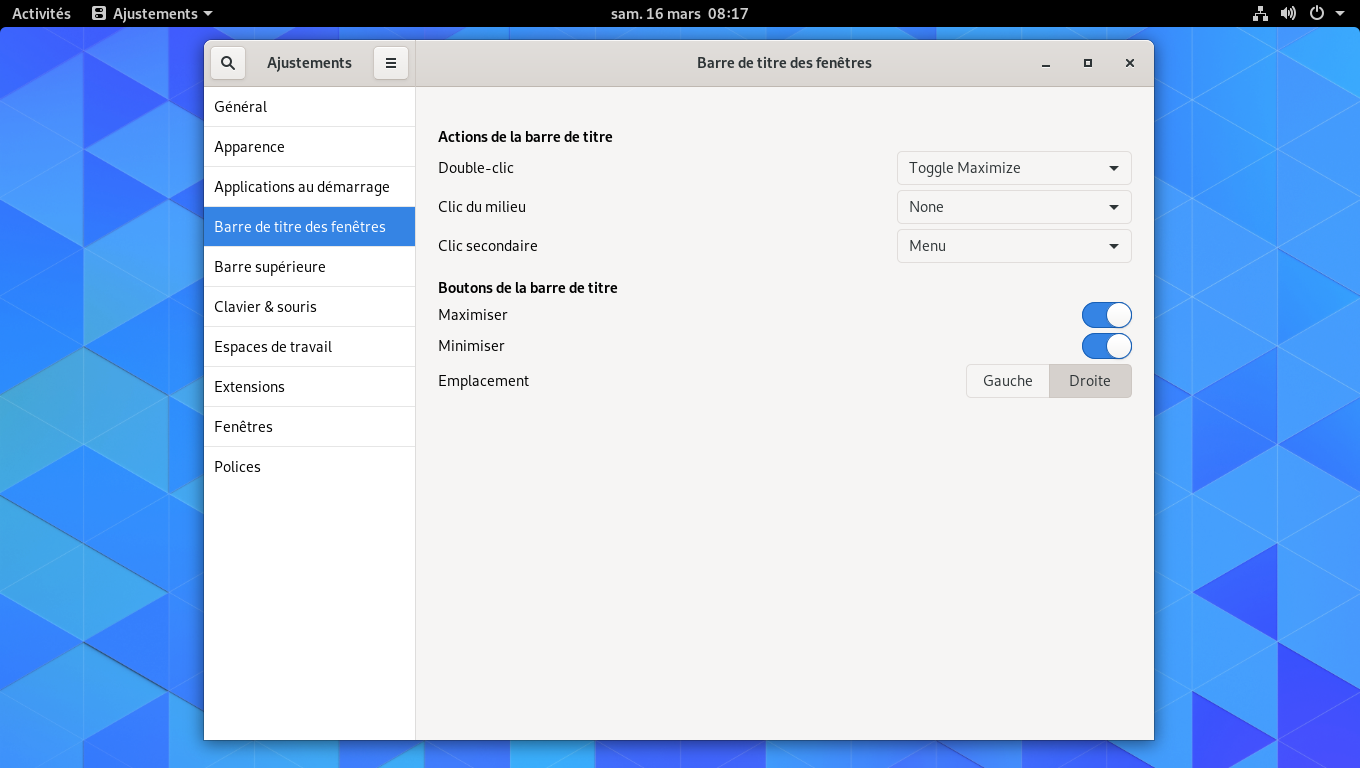 Activités Ajustements sam. 16 mars 08:17
Ajustements Barre de titre des fenêtres
Général
Apparence
Applications au démarrage
Barre de titre des fenêtres
Barre supérieure
Clavier & souris
Espaces de travail
Extensions
Fenêtres
Polices
Actions de la barre de titre
Double-clic Toggle Maximize
Clic du milieu None
Clic secondaire Menu
Boutons de la barre de titre
Maximiser
Minimiser
Emplacement Gauche Droite